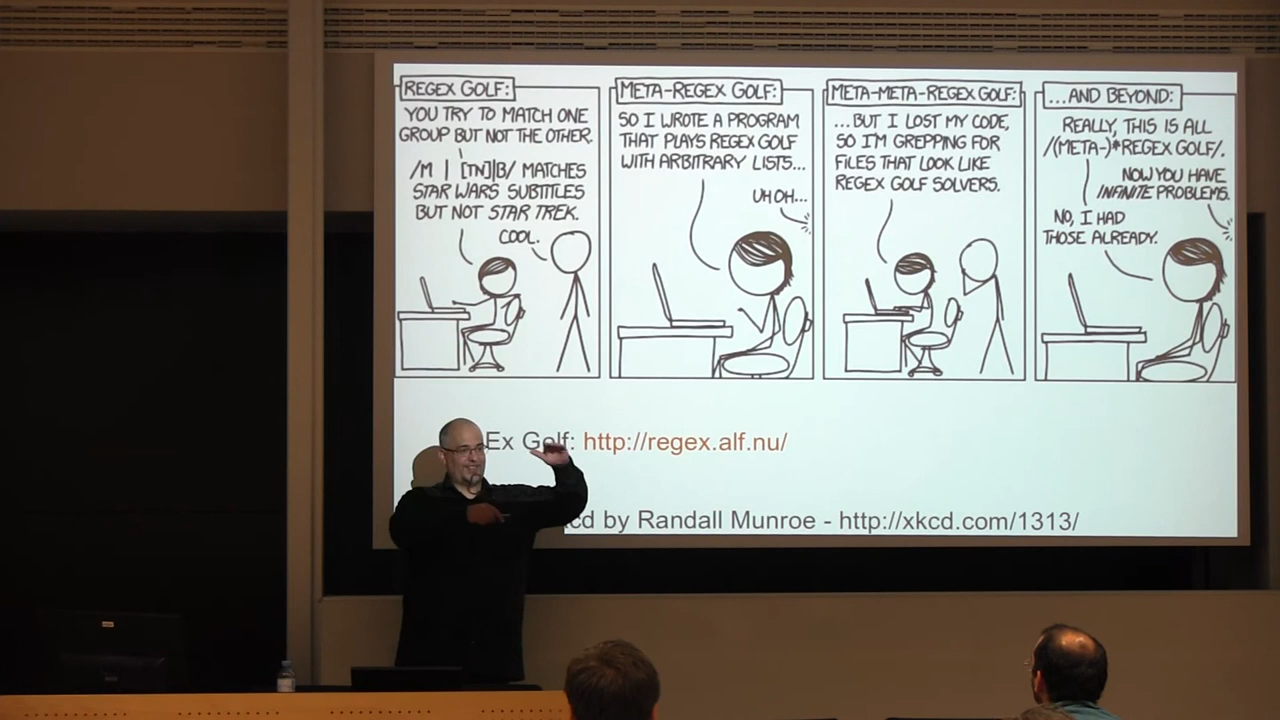 REGEX GOLF:
YOU TRY TO MATCH ONE
GROUP BUT NOT THE OTHER.
/M | [TN]|B/ MATCHES
STAR WARS SUBTITLES
BUT NOT STAR TREK.
COOL.
META-REGEX GOLF:
SO I WROTE A PROGRAM
THAT PLAYS REGEX GOLF
WITH ARBITRARY LISTS...
UH OH...
META-META-REGEX GOLF:
...BUT I LOST MY CODE,
SO I'M GREPPING FOR
FILES THAT LOOK LIKE
REGEX GOLF SOLVERS.
...AND BEYOND:
REALLY, THIS IS ALL
/(META-)*REGEX GOLF/.
NOW YOU HAVE
INFINITE PROBLEMS.
NO, I HAD
THOSE ALREADY.
Ex Golf: http://regex.alf.nu/
by Randall Munroe - http://xkcd.com/1313/